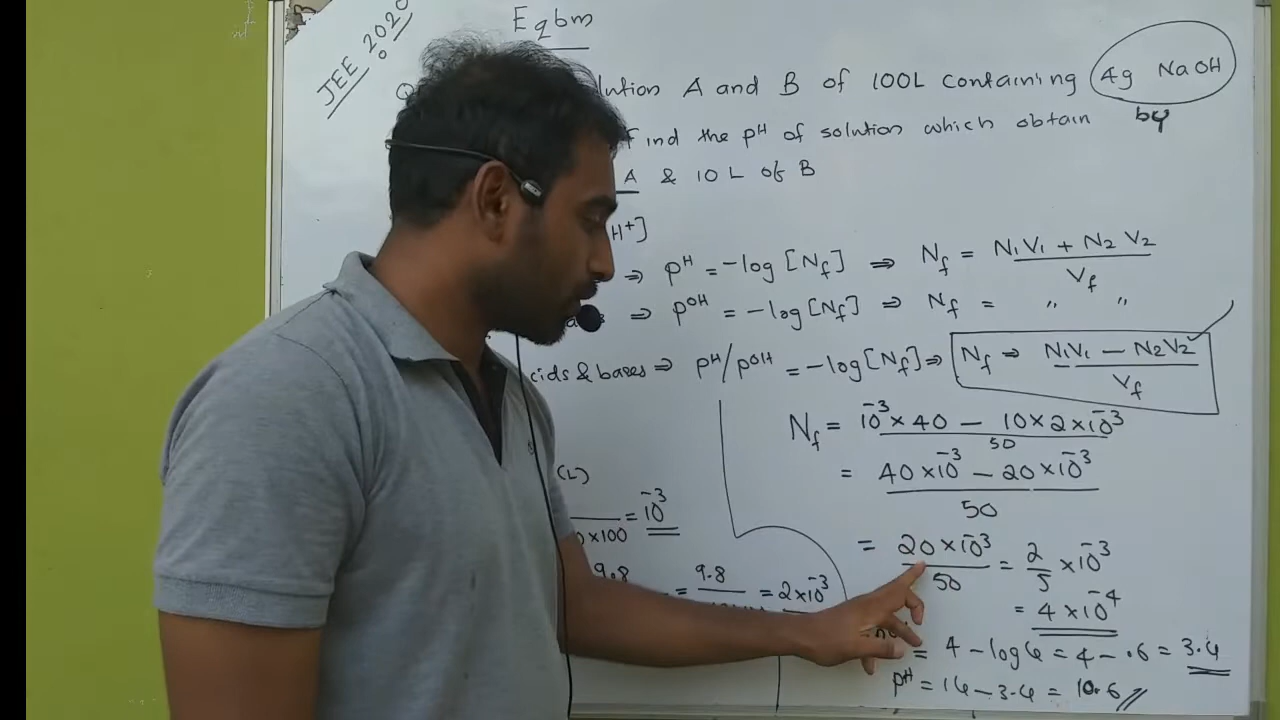 JEE 2020
Eqbm
Q
lution A and B of 100L containing 4g NaOH
by
Find the pH of solution which obtain
A & 10 L of B
H+]
⇒ pH = -log [Nf] ⇒ Nf = N1V1 + N2 V2 / Vf
⇒ pOH = -log [Nf] ⇒ Nf = " "
cids & bases ⇒ pH/pOH = -log [Nf] ⇒ Nf ⇒ N1V1 - N2V2 / Vf
Nf = 10^-3 × 40 - 10 × 2 × 10^-3 / 50
= 40 × 10^-3 - 20 × 10^-3 / 50
(L)
×100 = 10^-3
= 20 × 10^-3 / 50 = 2/5 × 10^-3
9.8 = 9.8 = 2 × 10^-3
= 4 × 10^-4
= 4 - log 4 = 4 - .6 = 3.4
pH = 14 - 3.4 = 10.6